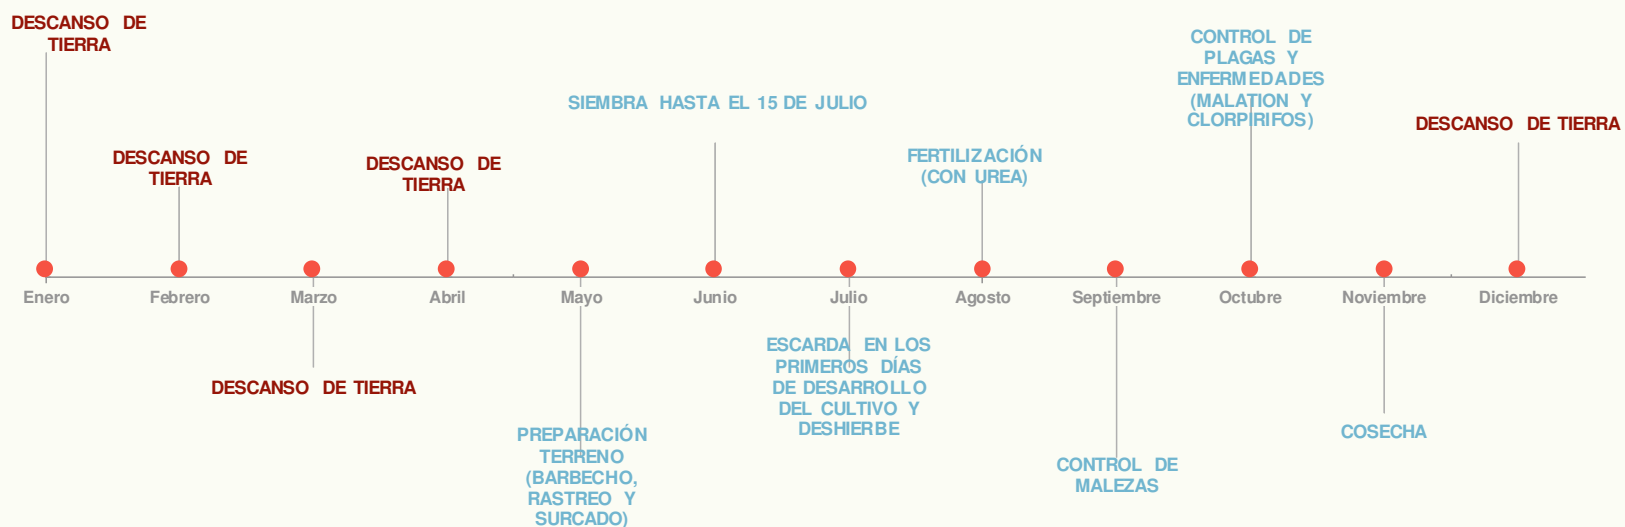 DESCANSO DE
TIERRA
DESCANSO DE
TIERRA
DESCANSO DE
TIERRA
SIEMBRA HASTA EL 15 DE JULIO
FERTILIZACIÓN
(CON UREA)
CONTROL DE
PLAGAS Y
ENFERMEDADES
(MALATION Y
CLORPIRIFOS)
DESCANSO DE TIERRA
Enero Febrero Marzo Abril Mayo Junio Julio Agosto Septiembre Octubre Noviembre Diciembre
DESCANSO DE TIERRA
PREPARACIÓN
TERRENO
(BARBECHO,
RASTREO Y
SURCADO)
ESCARDA EN LOS
PRIMEROS DÍAS
DE DESARROLLO
DEL CULTIVO Y
DESHIERBE
CONTROL DE
MALEZAS
COSECHA